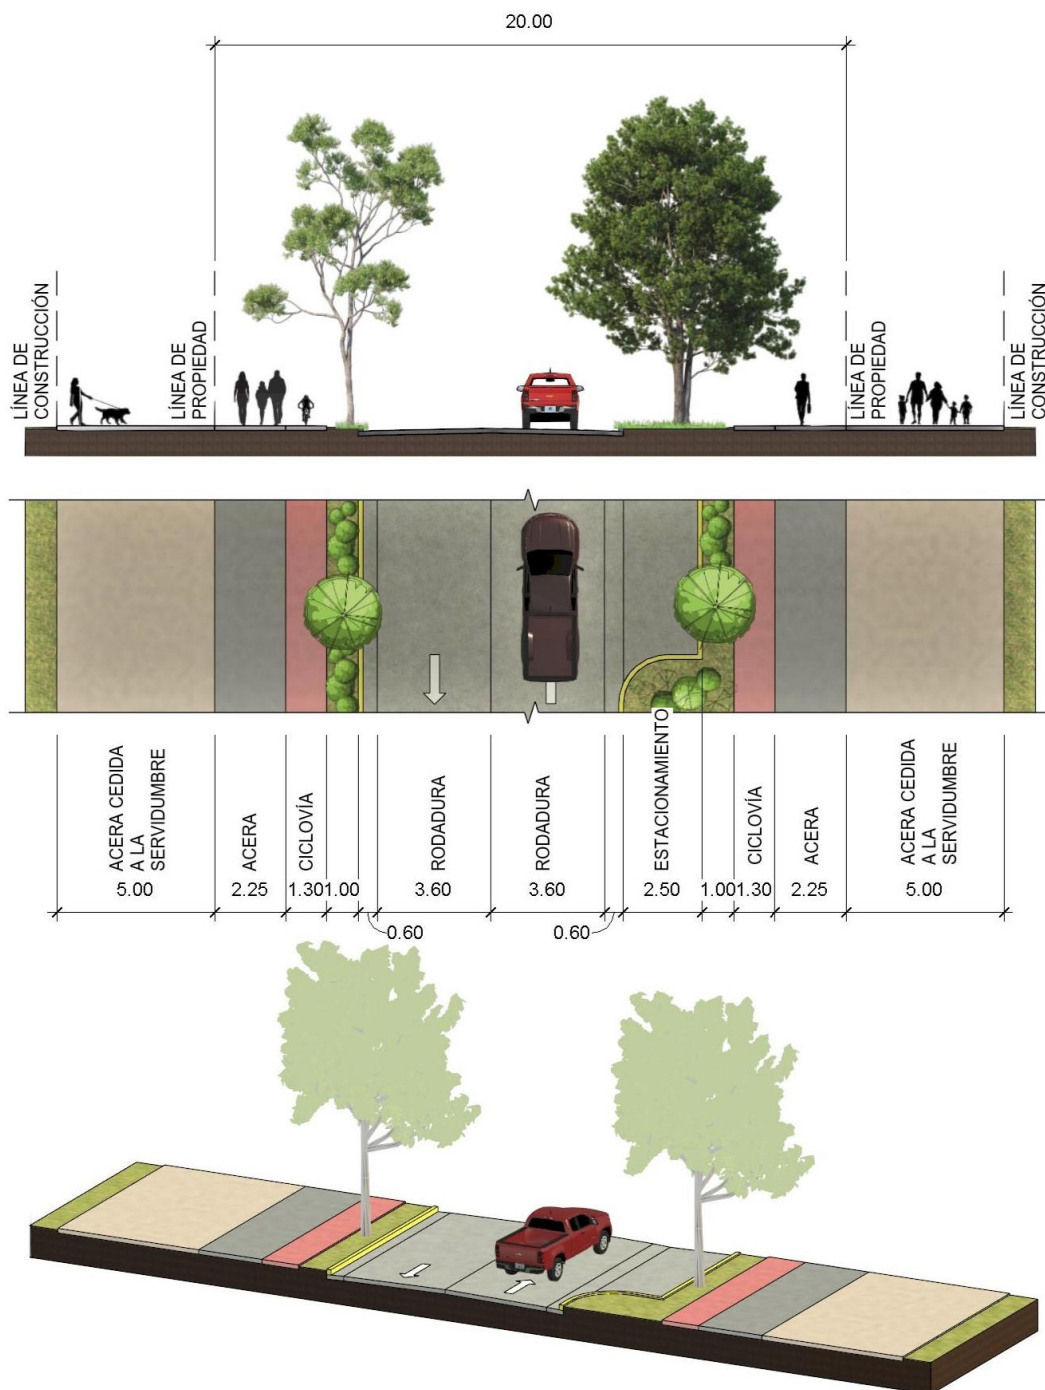 20.00
LÍNEA DE
CONSTRUCCIÓN
LÍNEA DE
PROPIEDAD
LÍNEA DE
PROPIEDAD
LÍNEA DE
CONSTRUCCIÓN
ACERA CEDIDA
A LA
SERVIDUMBRE
ACERA
CICLOVÍA
RODADURA
RODADURA
ESTACIONAMIENTO
CICLOVÍA
ACERA
ACERA CEDIDA
A LA
SERVIDUMBRE
5.00 2.25 1.30 1.00 3.60 3.60 2.50 1.00 1.30 2.25 5.00
0.60 0.60